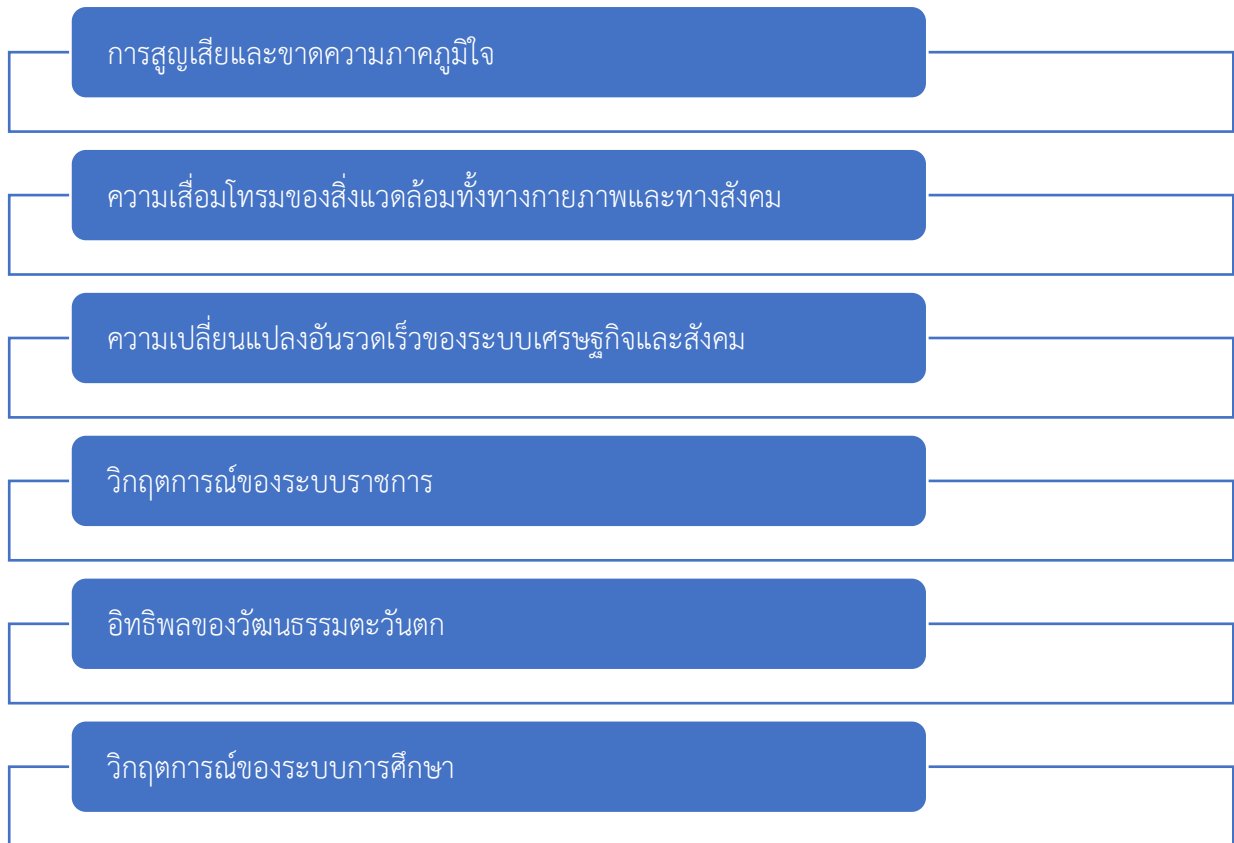 การสูญเสียและขาดความภาคภูมิใจ
ความเสื่อมโทรมของสิ่งแวดล้อมทั้งทางกายภาพและทางสังคม
ความเปลี่ยนแปลงอันรวดเร็วของระบบเศรษฐกิจและสังคม
วิกฤตการณ์ของระบบราชการ
อิทธิพลของวัฒนธรรมตะวันตก
วิกฤตการณ์ของระบบการศึกษา